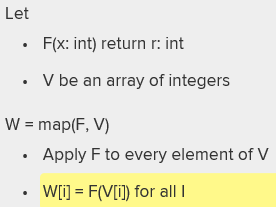 Let
• F(x: int) return r: int
• V be an array of integers
W = map(F, V)
• Apply F to every element of V
• W[i] = F(V[i]) for all I